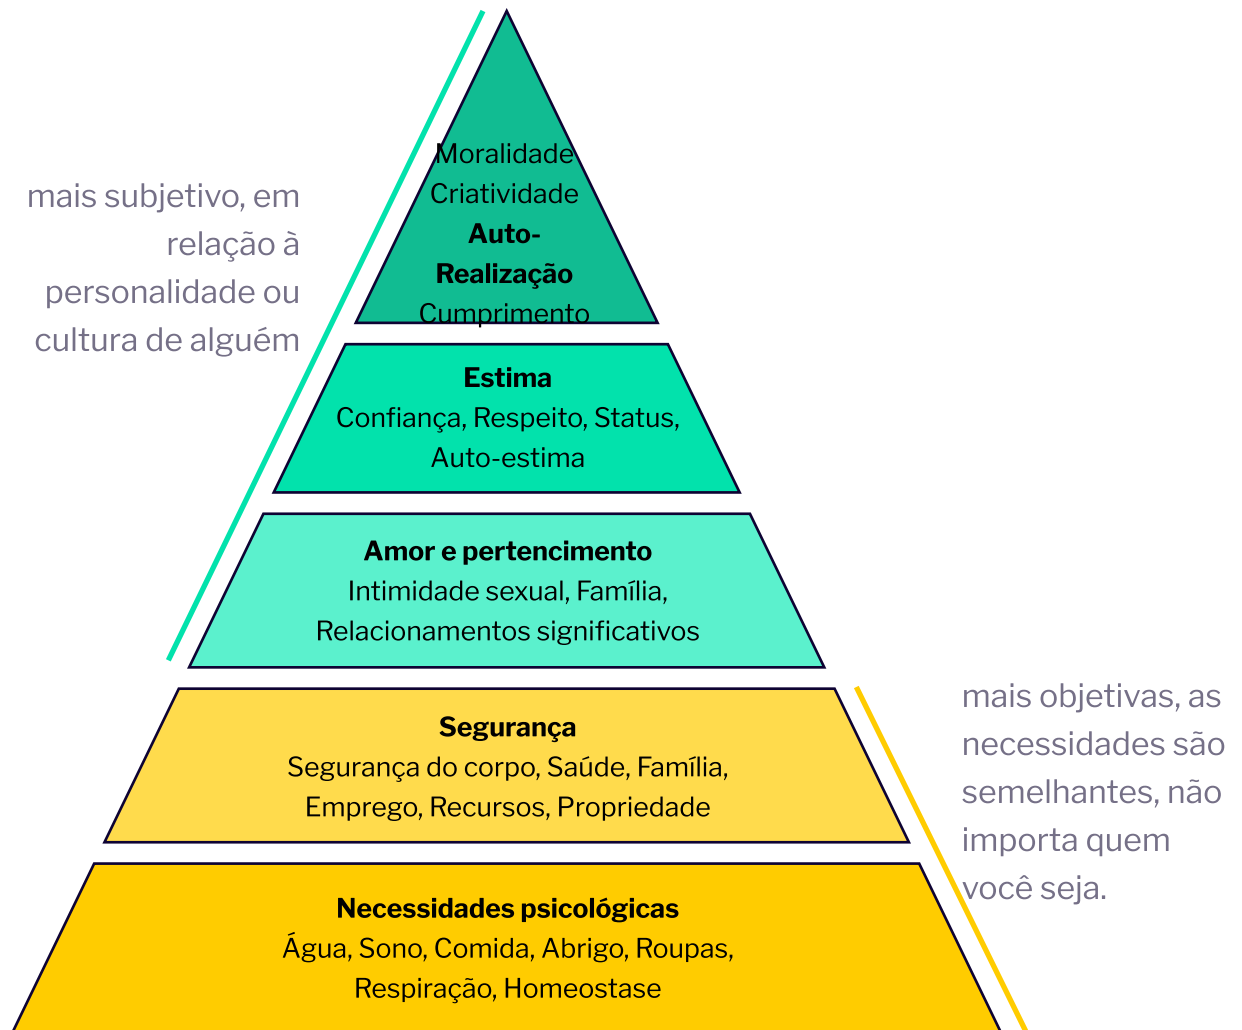 Moralidade
Criatividade
Auto-
Realização
Cumprimento
mais subjetivo, em
relação à
personalidade ou
cultura de alguém
Estima
Confiança, Respeito, Status,
Auto-estima
Amor e pertencimento
Intimidade sexual, Família,
Relacionamentos significativos
Segurança
Segurança do corpo, Saúde, Família,
Emprego, Recursos, Propriedade
mais objetivas, as
necessidades são
semelhantes, não
importa quem
você seja.
Necessidades psicológicas
Água, Sono, Comida, Abrigo, Roupas,
Respiração, Homeostase